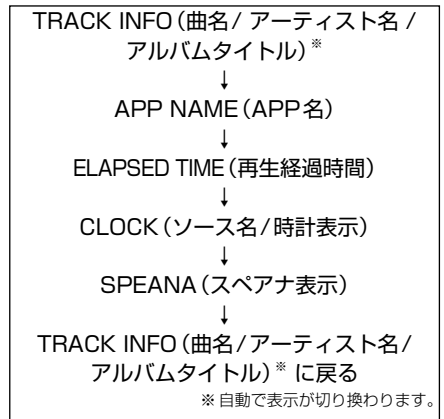 TRACK INFO（曲名/ アーティスト名 /
アルバムタイトル）※
↓
APP NAME（APP名）
↓
ELAPSED TIME（再生経過時間）
↓
CLOCK（ソース名/時計表示）
↓
SPEANA（スペアナ表示）
↓
TRACK INFO（曲名/アーティスト名/
アルバムタイトル）※ に戻る
※自動で表示が切り換わります。